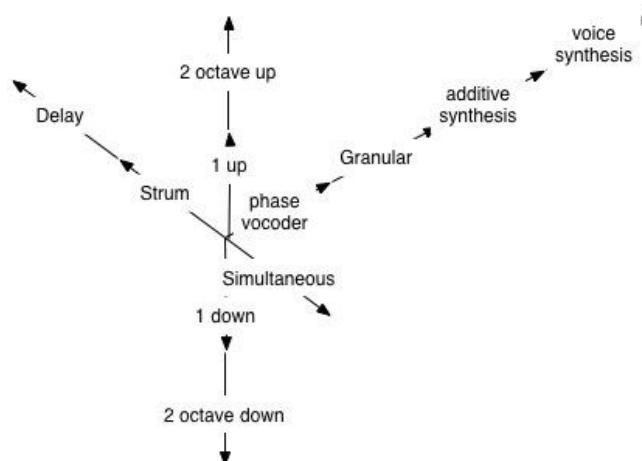 voice
synthesis
2 octave up
additive
synthesis
Delay
Granular
1 up
Strum
phase
vocoder
Simultaneous
1 down
2 octave down